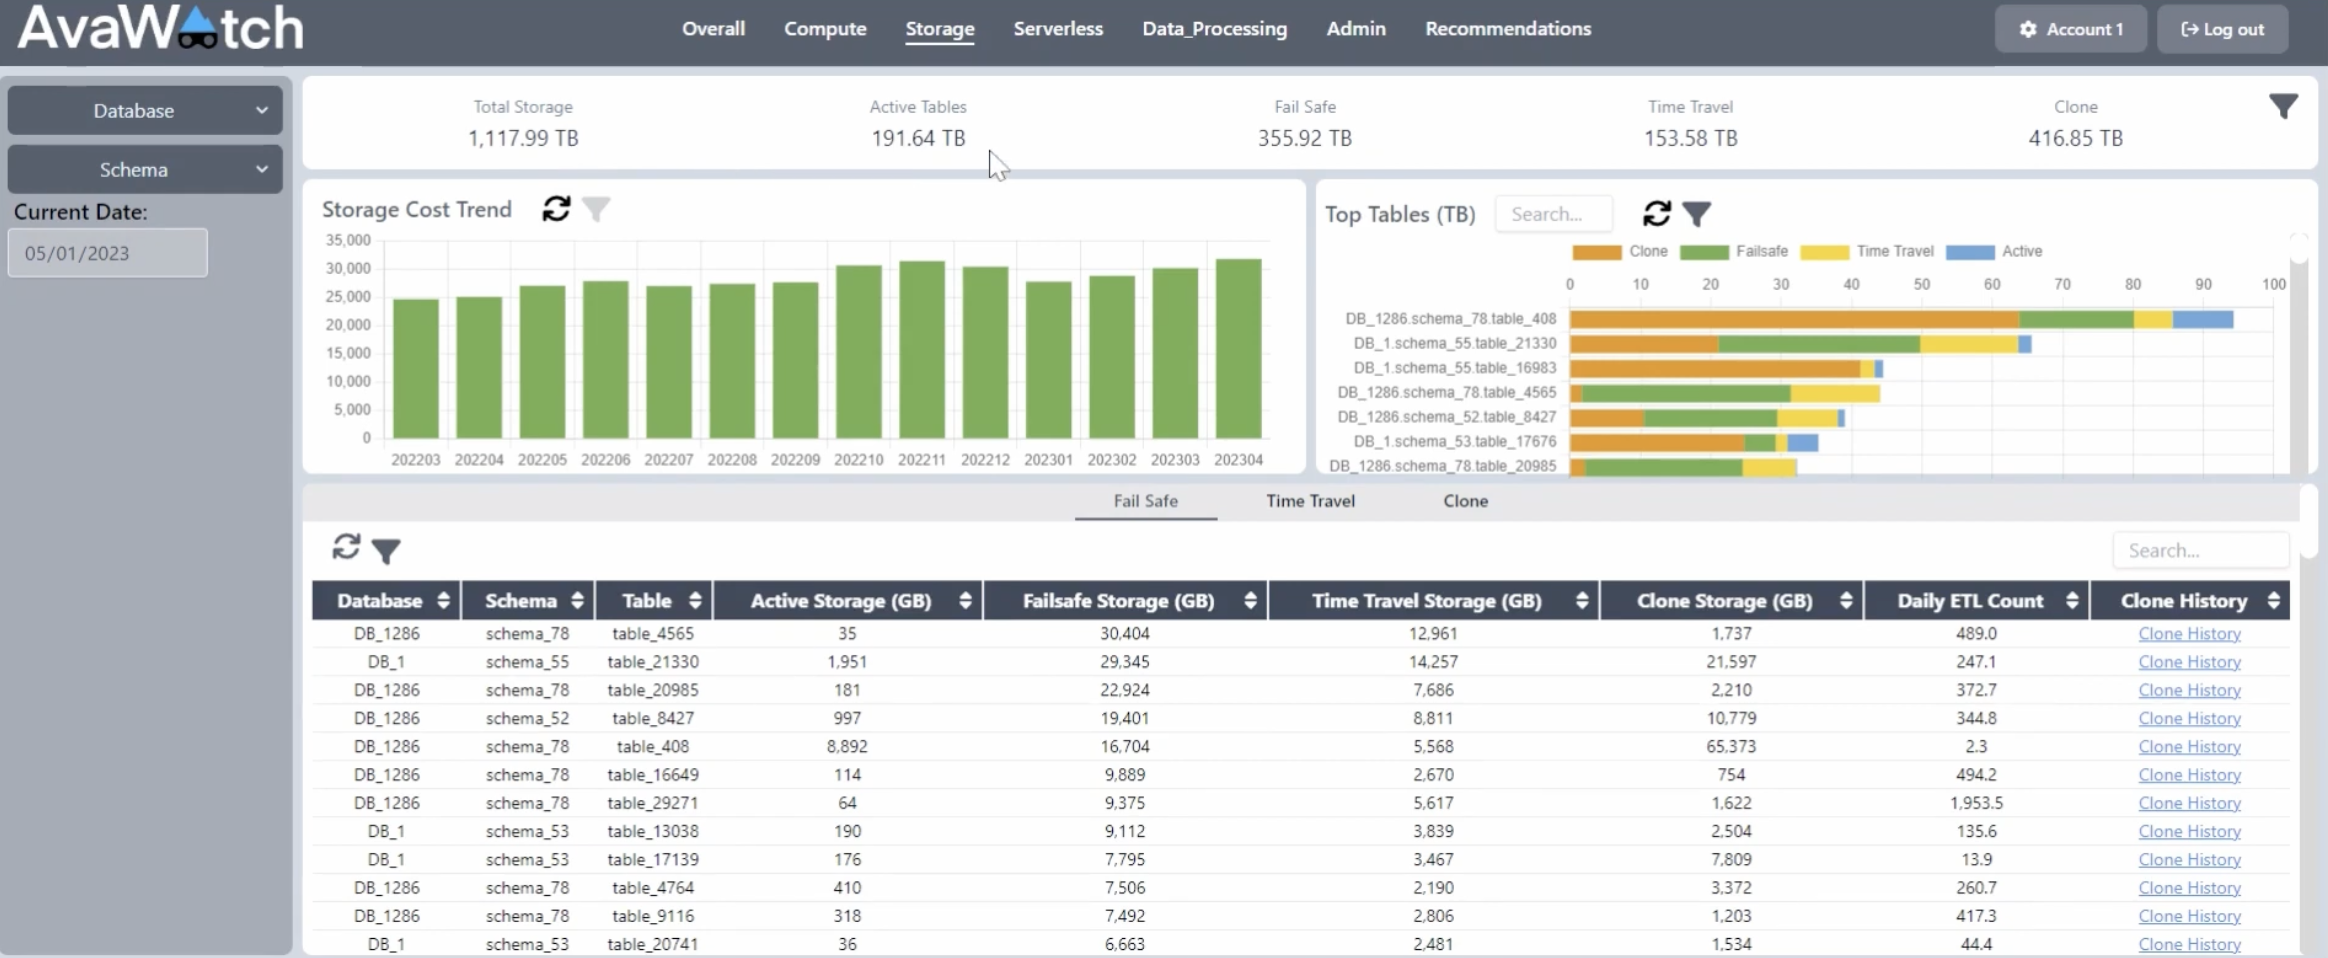 AvaWatch
Overall Compute Storage Serverless Data_Processing Admin Recommendations Account 1 Log out
Database
Schema
Current Date:
05/01/2023
Total Storage Active Tables Fail Safe Time Travel Clone
1,117.99 TB 191.64 TB 355.92 TB 153.58 TB 416.85 TB
Storage Cost Trend
35,000
30,000
25,000
20,000
15,000
10,000
5,000
0
202203 202204 202205 202206 202207 202208 202209 202210 202211 202212 202301 202302 202303 202304
Top Tables (TB) Search...
Clone Failsafe Time Travel Active
0 10 20 30 40 50 60 70 80 90 100
DB_1286.schema_78.table_408
DB_1.schema_55.table_21330
DB_1.schema_55.table_16983
DB_1286.schema_78.table_4565
DB_1286.schema_52.table_8427
DB_1.schema_53.table_17676
DB_1286.schema_78.table_20985
Fail Safe Time Travel Clone
Search...
Database Schema Table Active Storage (GB) Failsafe Storage (GB) Time Travel Storage (GB) Clone Storage (GB) Daily ETL Count Clone History
DB_1286 schema_78 table_4565 35 30,404 12,961 1,737 489.0 Clone History
DB_1 schema_55 table_21330 1,951 29,345 14,257 21,597 247.1 Clone History
DB_1286 schema_78 table_20985 181 22,924 7,686 2,210 372.7 Clone History
DB_1286 schema_52 table_8427 997 19,401 8,811 10,779 344.8 Clone History
DB_1286 schema_78 table_408 8,892 16,704 5,568 65,373 2.3 Clone History
DB_1286 schema_78 table_16649 114 9,889 2,670 754 494.2 Clone History
DB_1286 schema_78 table_29271 64 9,375 5,617 1,622 1,953.5 Clone History
DB_1 schema_53 table_13038 190 9,112 3,839 2,504 135.6 Clone History
DB_1 schema_53 table_17139 176 7,795 3,467 7,809 13.9 Clone History
DB_1286 schema_78 table_4764 410 7,506 2,190 3,372 260.7 Clone History
DB_1286 schema_78 table_9116 318 7,492 2,806 1,203 417.3 Clone History
DB_1 schema_53 table_20741 36 6,663 2,481 1,534 44.4 Clone History